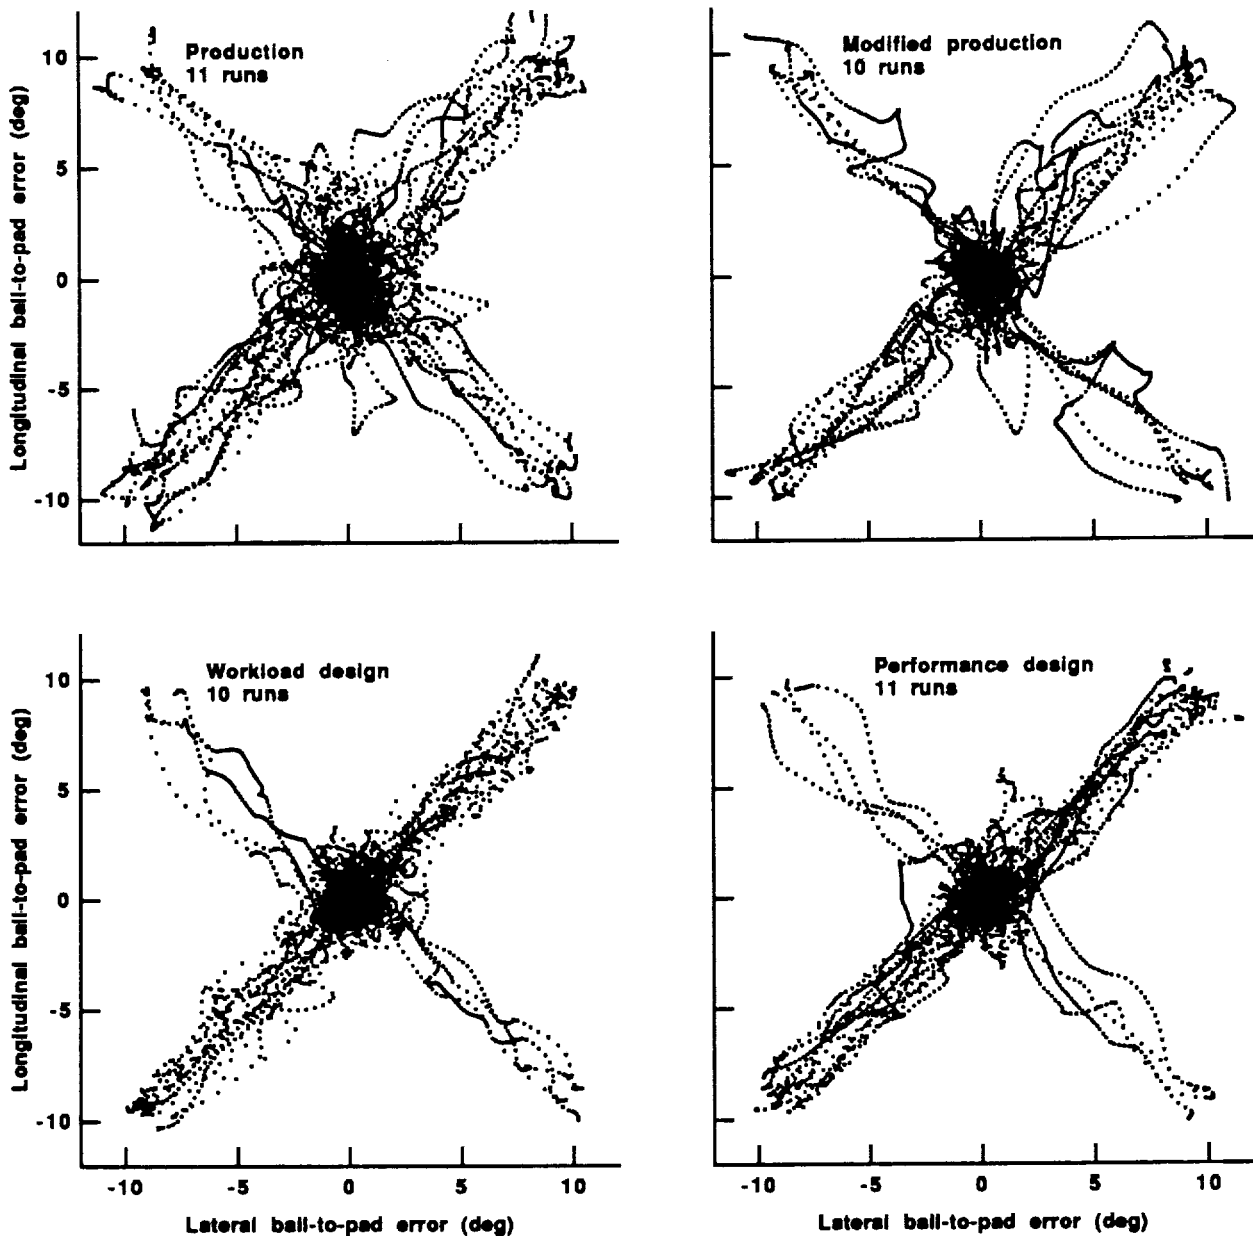 Production
11 runs
Modified production
10 runs
Longitudinal ball-to-pad error (deg)
10
5
0
-5
-10
Workload design
10 runs
Performance design
11 runs
Longitudinal ball-to-pad error (deg)
10
5
0
-5
-10
-10 -5 0 5 10
-10 -5 0 5 10
Lateral ball-to-pad error (deg)
Lateral ball-to-pad error (deg)